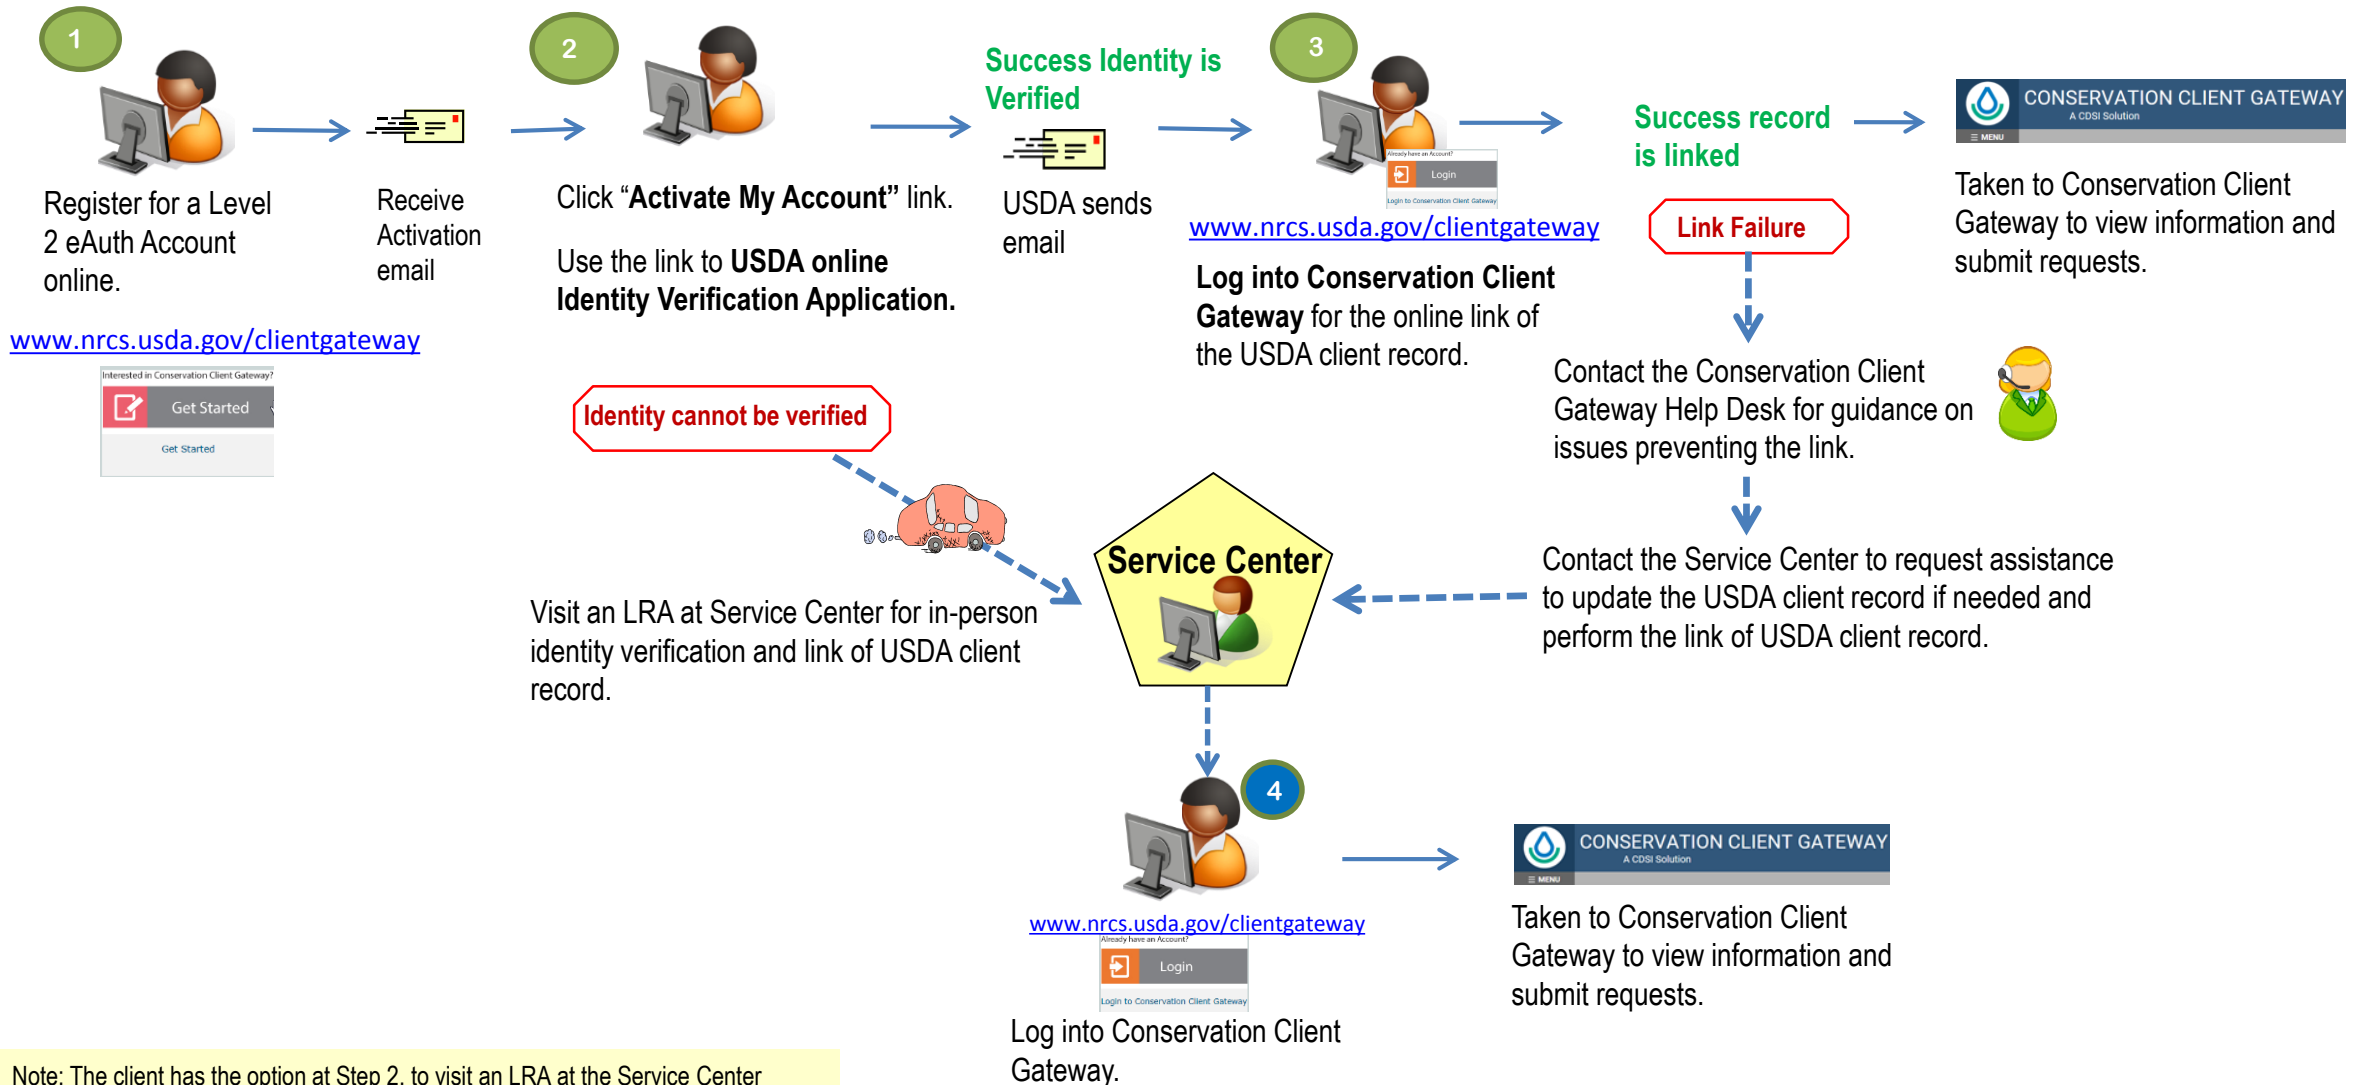 1
Register for a Level
2 eAuth Account
online.
www.nrcs.usda.gov/clientgateway
Interested in Conservation Client Gateway?
Get Started
Get Started
Receive
Activation
email
2
Click “Activate My Account” link.
Use the link to USDA online
Identity Verification Application.
Success Identity is
Verified
USDA sends
email
3
Already have an Account?
Login
Login to Conservation Client Gateway
www.nrcs.usda.gov/clientgateway
Log into Conservation Client
Gateway for the online link of
the USDA client record.
Success record
is linked
CONSERVATION CLIENT GATEWAY
A CDSI Solution
☰ MENU
Taken to Conservation Client
Gateway to view information and
submit requests.
Link Failure
Contact the Conservation Client
Gateway Help Desk for guidance on
issues preventing the link.
Contact the Service Center to request assistance
to update the USDA client record if needed and
perform the link of USDA client record.
Identity cannot be verified
Visit an LRA at Service Center for in-person
identity verification and link of USDA client
record.
Service Center
4
www.nrcs.usda.gov/clientgateway
Already have an Account?
Login
Login to Conservation Client Gateway
Log into Conservation Client
Gateway.
CONSERVATION CLIENT GATEWAY
A CDSI Solution
☰ MENU
Taken to Conservation Client
Gateway to view information and
submit requests.
Note: The client has the option at Step 2, to visit an LRA at the Service Center